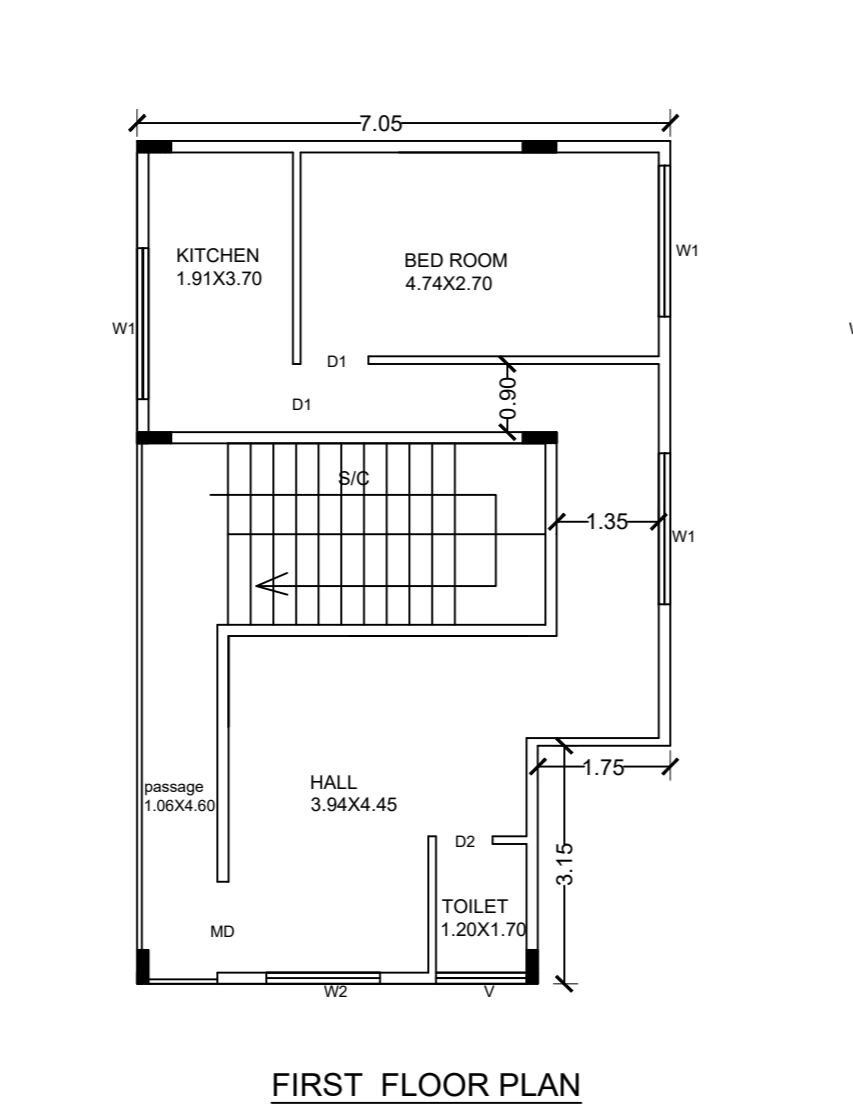 7.05
KITCHEN
1.91X3.70
BED ROOM
4.74X2.70
W1
W1
D1
D1
0.90
S/C
1.35
W1
passage
1.06X4.60
HALL
3.94X4.45
1.75
D2
3.15
TOILET
1.20X1.70
MD
W2
V
FIRST FLOOR PLAN